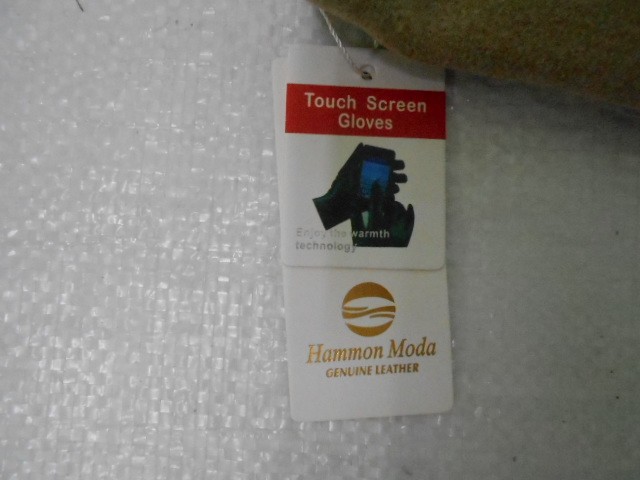 Touch Screen
Gloves
Enjoy the warmth
technology
Hammon Moda
GENUINE LEATHER